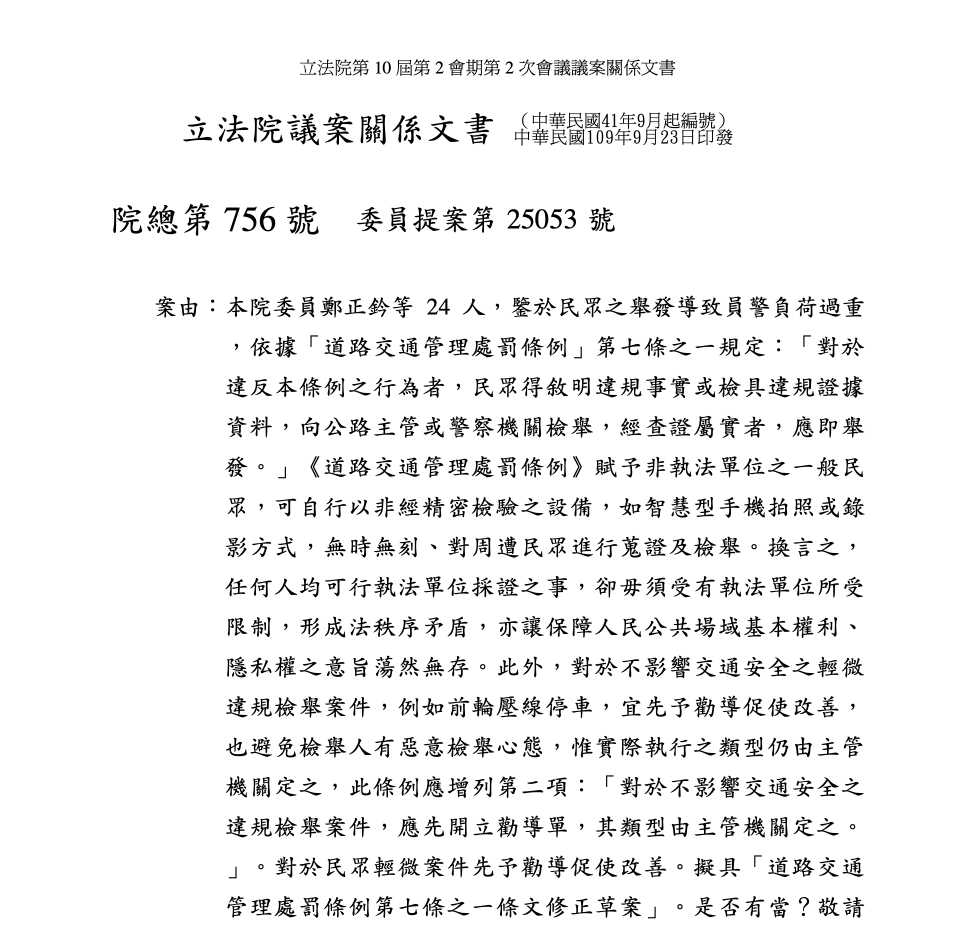 立法院第 10 屆第 2 會期第 2 次會議議案關係文書
立法院議案關係文書 （中華民國41年9月起編號）
中華民國109年9月23日印發
院總第 756 號 委員提案第 25053 號
案由：本院委員鄭正鈐等 24 人，鑒於民眾之舉發導致員警負荷過重
，依據「道路交通管理處罰條例」第七條之一規定：「對於
違反本條例之行為者，民眾得敘明違規事實或檢具違規證據
資料，向公路主管或警察機關檢舉，經查證屬實者，應即舉
發。」《道路交通管理處罰條例》賦予非執法單位之一般民
眾，可自行以非經精密檢驗之設備，如智慧型手機拍照或錄
影方式，無時無刻、對周遭民眾進行蒐證及檢舉。換言之，
任何人均可行執法單位採證之事，卻毋須受有執法單位所受
限制，形成法秩序矛盾，亦讓保障人民公共場域基本權利、
隱私權之意旨蕩然無存。此外，對於不影響交通安全之輕微
違規檢舉案件，例如前輪壓線停車，宜先予勸導促使改善，
也避免檢舉人有惡意檢舉心態，惟實際執行之類型仍由主管
機關定之，此條例應增列第二項：「對於不影響交通安全之
違規檢舉案件，應先開立勸導單，其類型由主管機關定之。
」。對於民眾輕微案件先予勸導促使改善。擬具「道路交通
管理處罰條例第七條之一條文修正草案」。是否有當？敬請